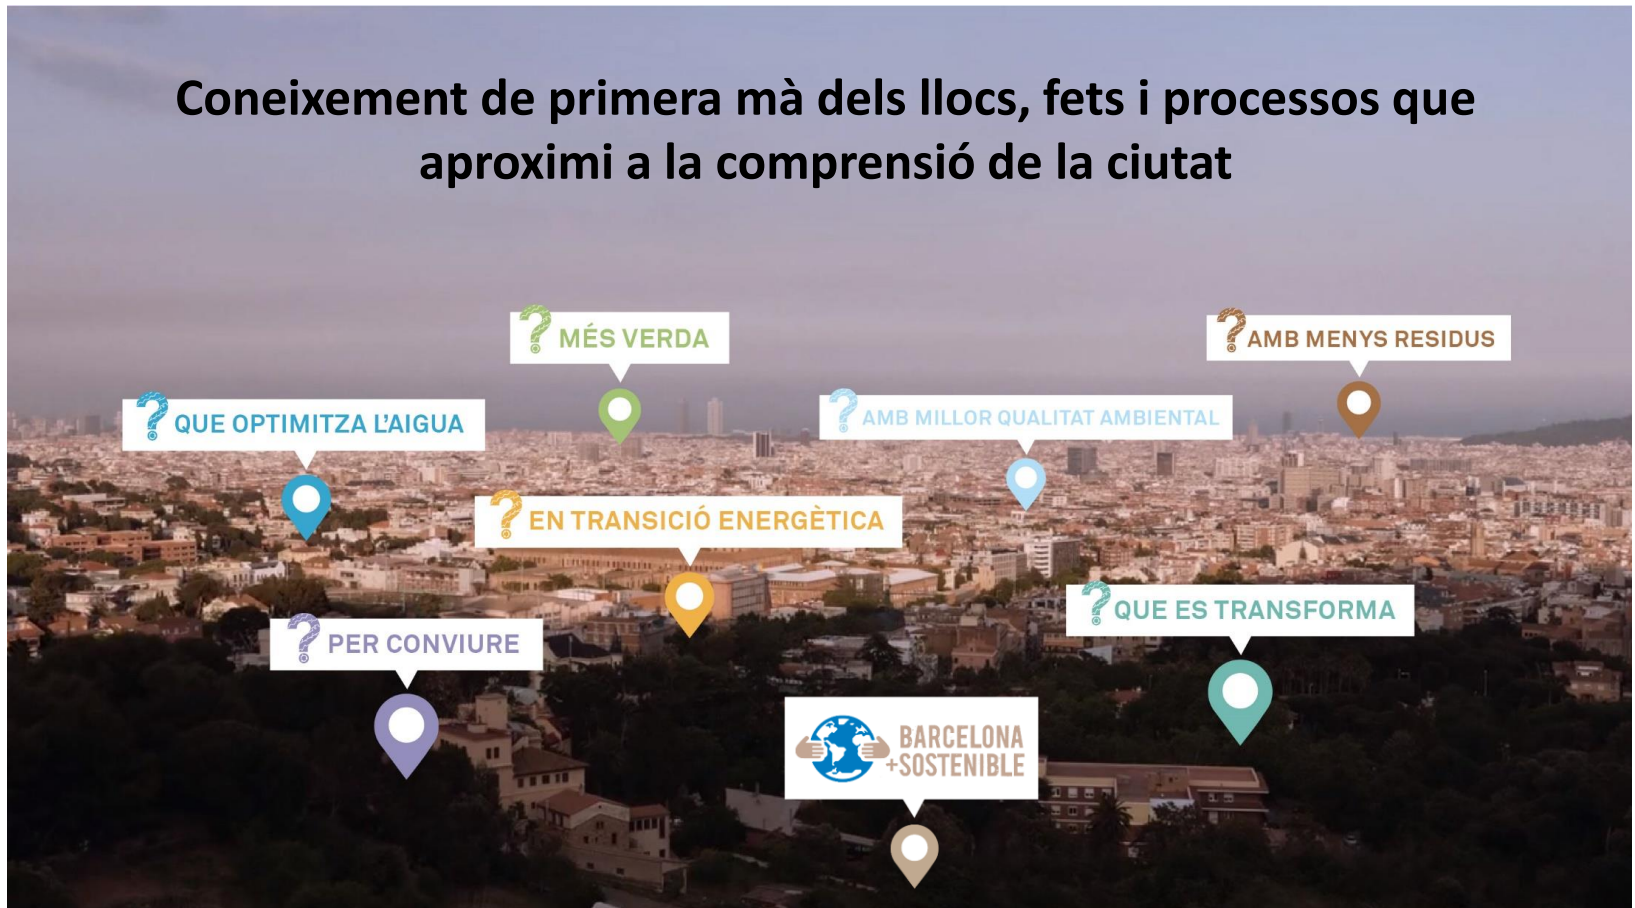 Coneixement de primera mà dels llocs, fets i processos que
aproximi a la comprensió de la ciutat
? MÉS VERDA
? AMB MENYS RESIDUS
? QUE OPTIMITZA L'AIGUA
? AMB MILLOR QUALITAT AMBIENTAL
? EN TRANSICIÓ ENERGÈTICA
? QUE ES TRANSFORMA
? PER CONVIURE
BARCELONA
+SOSTENIBLE